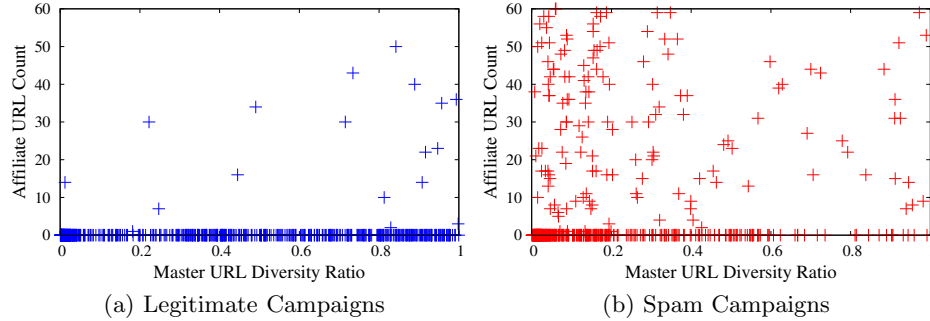 60
50
40
30
20
10
0
Affiliate URL Count
0 0.2 0.4 0.6 0.8 1
Master URL Diversity Ratio
(a) Legitimate Campaigns
60
50
40
30
20
10
0
Affiliate URL Count
0 0.2 0.4 0.6 0.8
Master URL Diversity Ratio
(b) Spam Campaigns